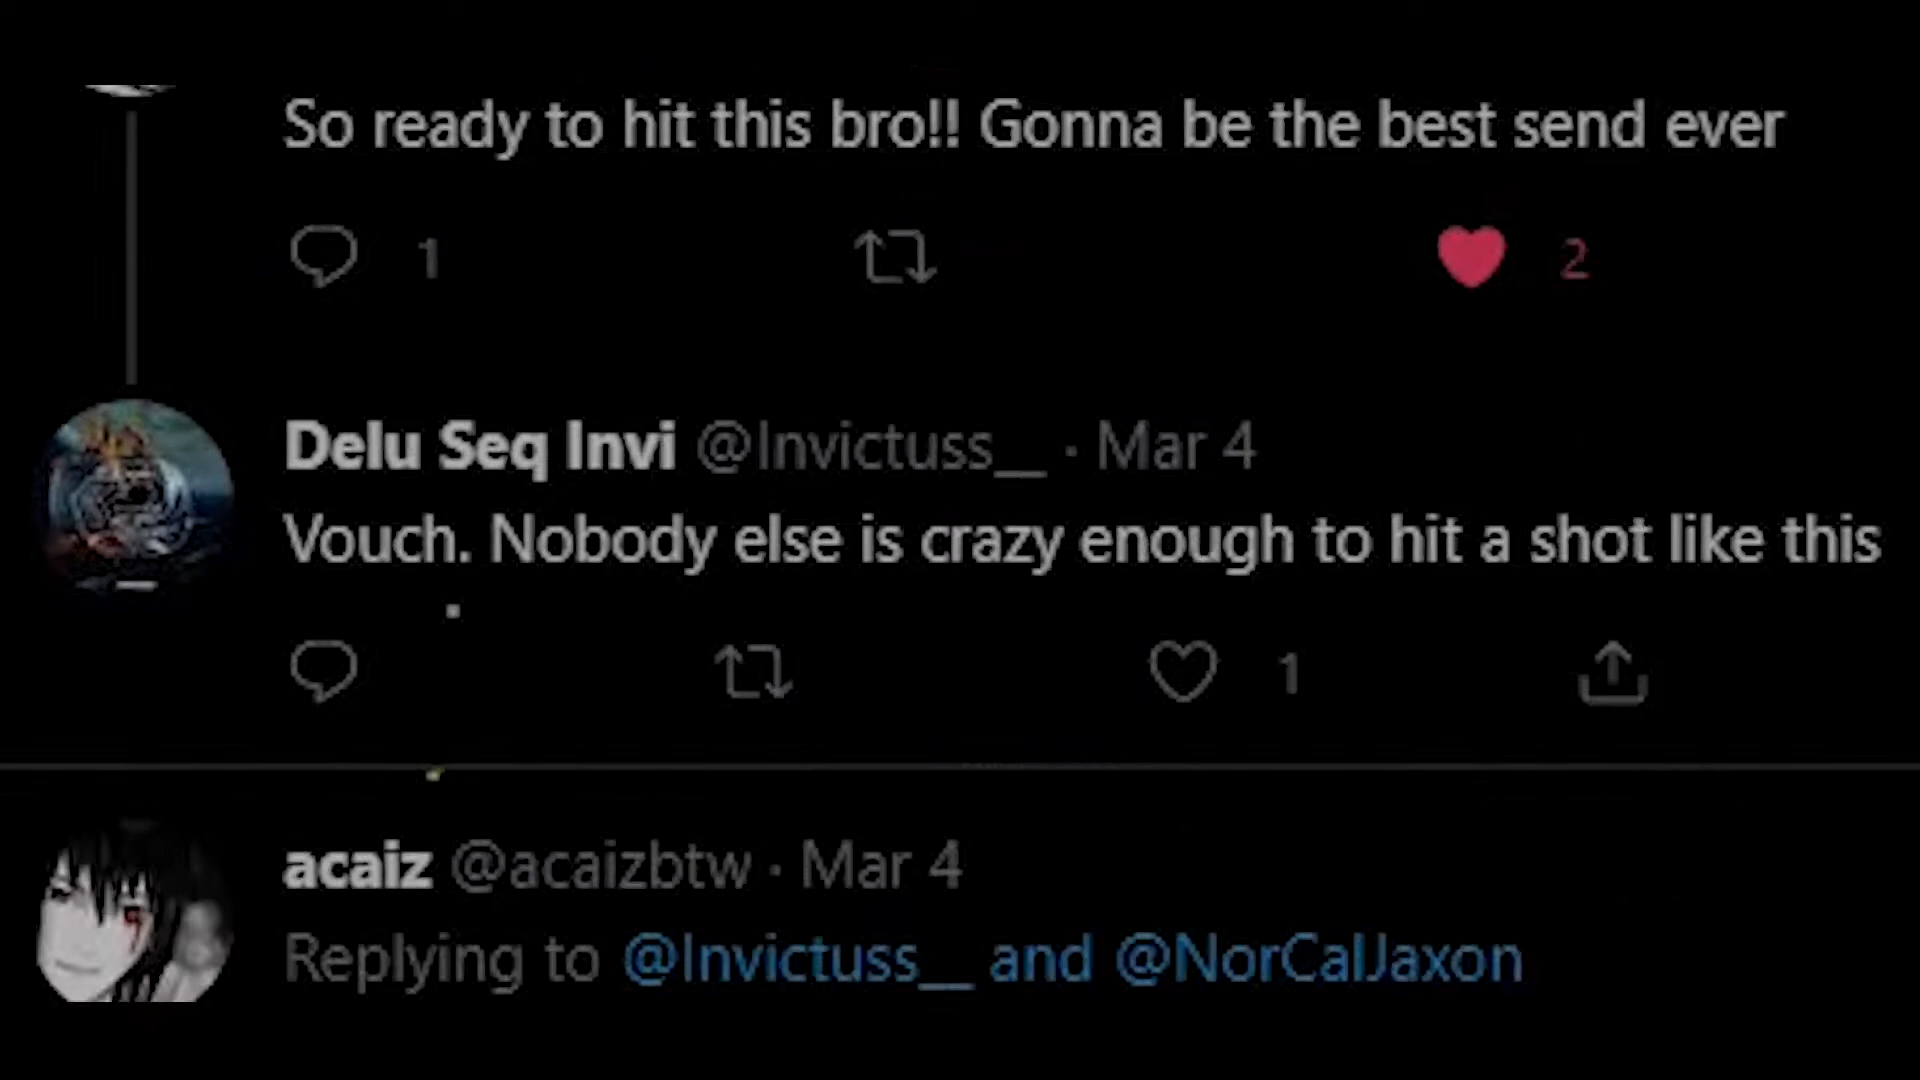 So ready to hit this bro!! Gonna be the best send ever
1 2
Delu Seq Invi @Invictuss__ · Mar 4
Vouch. Nobody else is crazy enough to hit a shot like this
1
acaiz @acaizbtw · Mar 4
Replying to @Invictuss__ and @NorCalJaxon